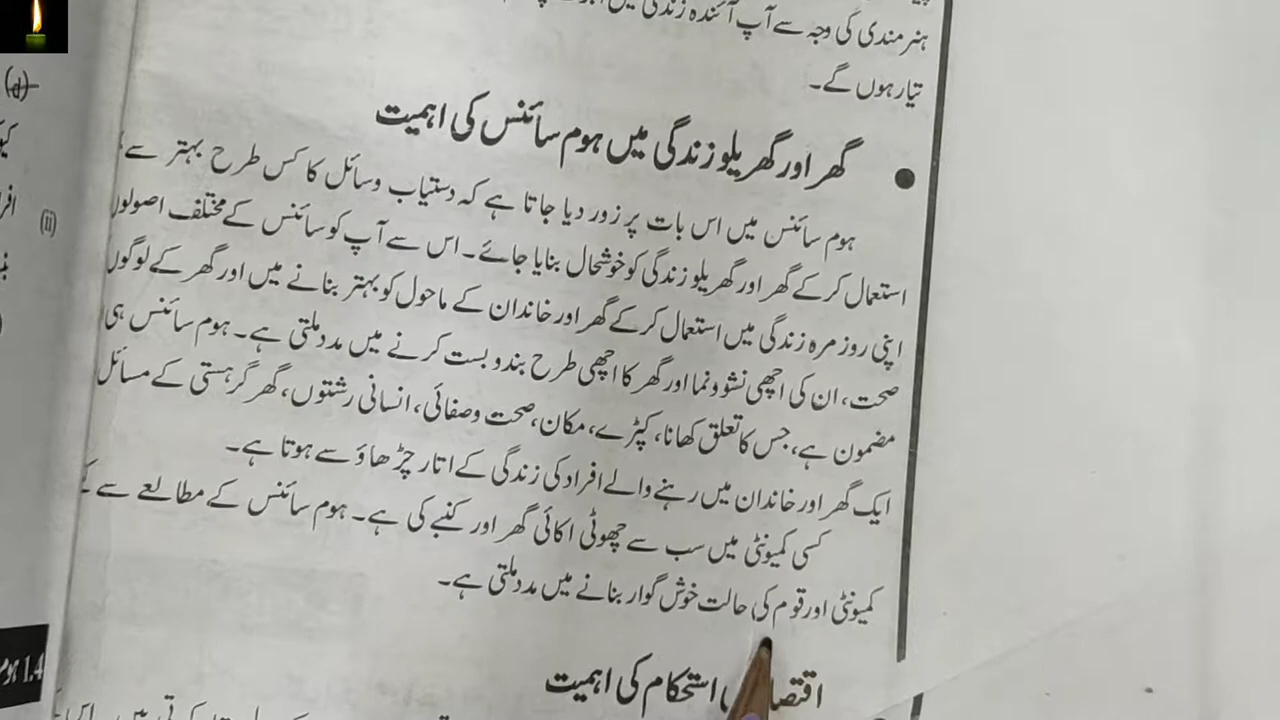 ہنرمندی کی وجہ سے آپ آئندہ زندگی میں
تیار ہوں گے۔
● گھر اور گھریلو زندگی میں ہوم سائنس کی اہمیت
ہوم سائنس میں اس بات پر زور دیا جاتا ہے کہ دستیاب وسائل کا کس طرح بہتر سے
استعمال کرکے گھر اور گھریلو زندگی کو خوشحال بنایا جائے۔ اس سے آپ کو سائنس کے مختلف اصولوں
اپنی روزمرہ زندگی میں استعمال کرکے گھر اور خاندان کے ماحول کو بہتر بنانے میں اور گھر کے لوگوں
صحت، ان کی اچھی نشوونما اور گھر کا اچھی طرح بندوبست کرنے میں مدد ملتی ہے۔ ہوم سائنس ہی
مضمون ہے، جس کا تعلق کھانا، کپڑے، مکان، صحت وصفائی، انسانی رشتوں، گھر گرہستی کے مسائل
ایک گھر اور خاندان میں رہنے والے افراد کی زندگی کے اتار چڑھاؤ سے ہوتا ہے۔
کسی کمیونٹی میں سب سے چھوٹی اکائی گھر اور کنبے کی ہے۔ ہوم سائنس کے مطالعے سے
کمیونٹی اور قوم کی حالت خوش گوار بنانے میں مدد ملتی ہے۔
استحکام کی اہمیت
(d)
(ii)
1.4 ہوم